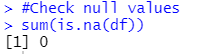 > #Check null values
> sum(is.na(df))
[1] 0